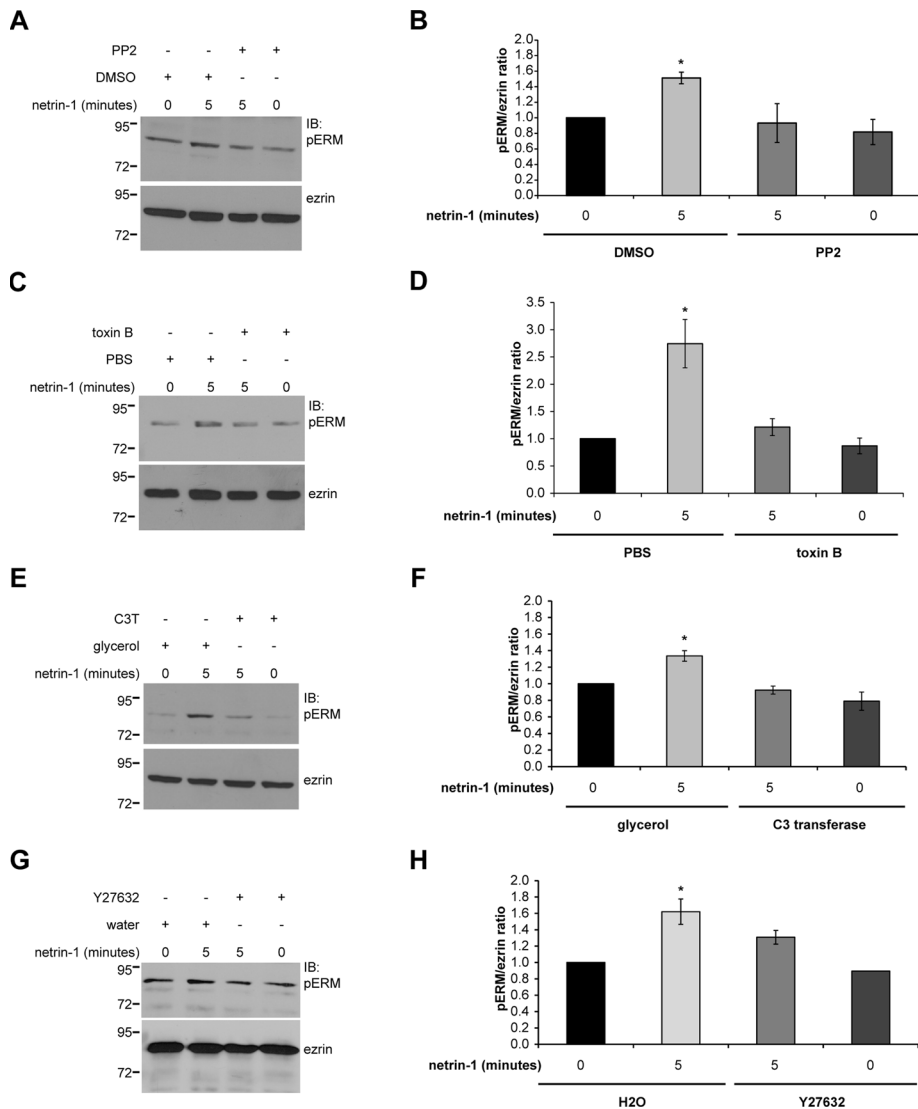 A
PP2 - - + +
DMSO + + - -
netrin-1 (minutes) 0 5 5 0
IB:
95
pERM
72
95
ezrin
72
B
pERM/ezrin ratio
2.0
1.8
1.6
1.4
1.2
1.0
0.8
0.6
0.4
0.2
0.0
*
netrin-1 (minutes) 0 5 5 0
DMSO PP2
C
toxin B - - + +
PBS + + - -
netrin-1 (minutes) 0 5 5 0
IB:
95
pERM
72
95
ezrin
72
D
pERM/ezrin ratio
3.5
3.0
2.5
2.0
1.5
1.0
0.5
0.0
*
netrin-1 (minutes) 0 5 5 0
PBS toxin B
E
C3T - - + +
glycerol + + - -
netrin-1 (minutes) 0 5 5 0
IB:
95
pERM
72
95
ezrin
72
F
pERM/ezrin ratio
2.0
1.8
1.6
1.4
1.2
1.0
0.8
0.6
0.4
0.2
0.0
*
netrin-1 (minutes) 0 5 5 0
glycerol C3 transferase
G
Y27632 - - + +
water + + - -
netrin-1 (minutes) 0 5 5 0
IB:
95
pERM
72
95
ezrin
72
H
pERM/ezrin ratio
2.0
1.8
1.6
1.4
1.2
1.0
0.8
0.6
0.4
0.2
0.0
*
netrin-1 (minutes) 0 5 5 0
H2O Y27632